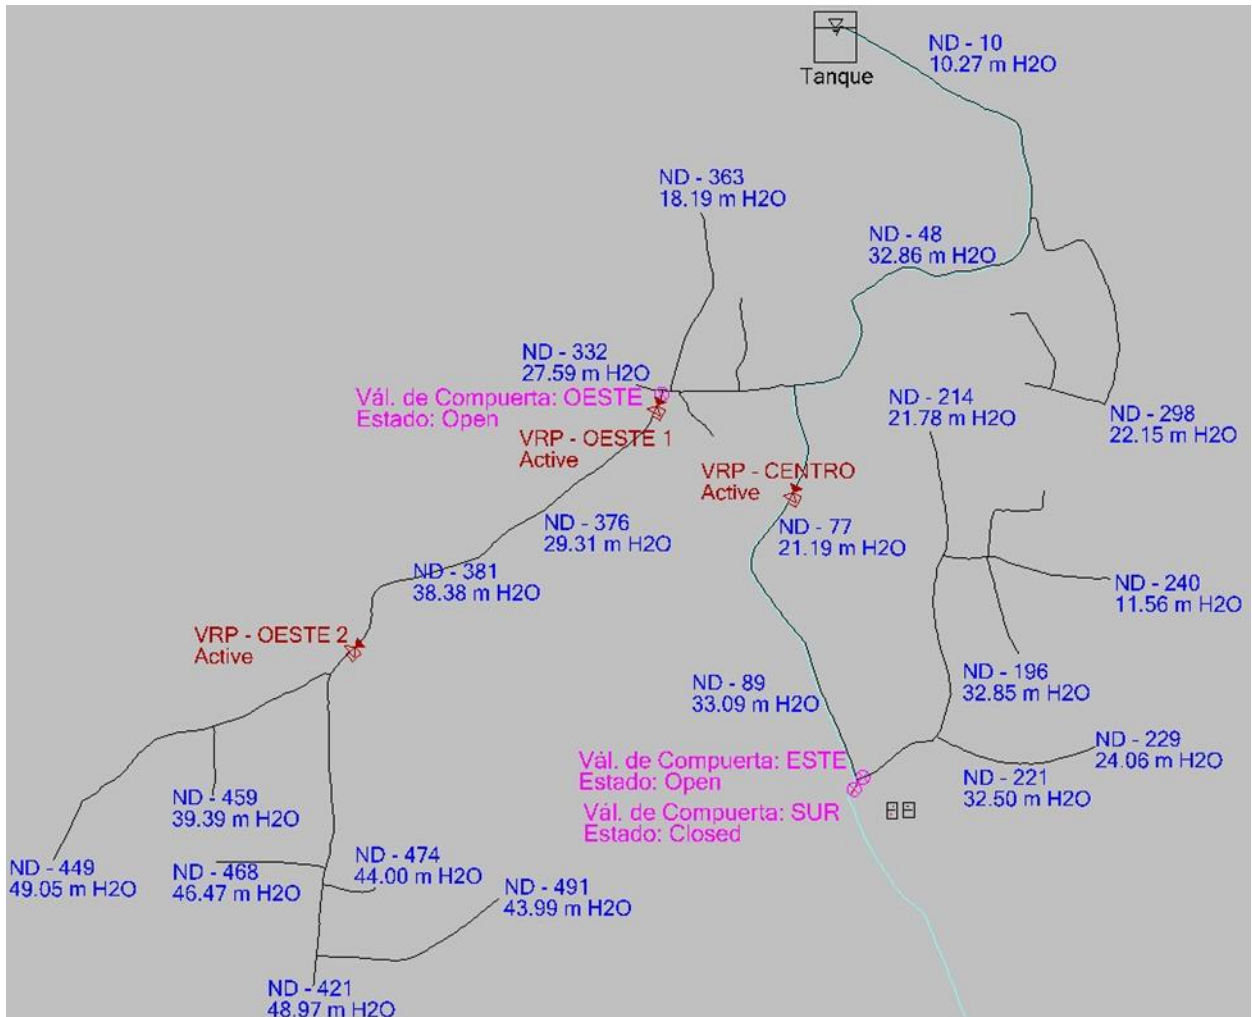 ND - 10
10.27 m H2O
Tanque
ND - 363
18.19 m H2O
ND - 48
32.86 m H2O
ND - 332
27.59 m H2O
Vál. de Compuerta: OESTE
Estado: Open
ND - 214
21.78 m H2O
ND - 298
22.15 m H2O
VRP - OESTE 1
Active
VRP - CENTRO
Active
ND - 376
29.31 m H2O
ND - 77
21.19 m H2O
ND - 381
38.38 m H2O
ND - 240
11.56 m H2O
VRP - OESTE 2
Active
ND - 196
32.85 m H2O
ND - 89
33.09 m H2O
ND - 229
24.06 m H2O
Vál. de Compuerta: ESTE
Estado: Open
ND - 221
32.50 m H2O
ND - 459
39.39 m H2O
Vál. de Compuerta: SUR
Estado: Closed
ND - 449
49.05 m H2O
ND - 468
46.47 m H2O
ND - 474
44.00 m H2O
ND - 491
43.99 m H2O
ND - 421
48.97 m H2O